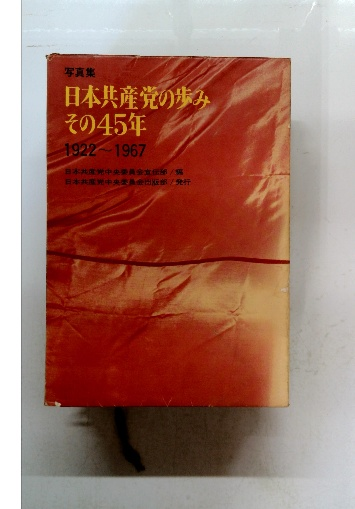 写真集
日本共産党の歩み
その45年
1922〜1967
日本共産党中央委員会宣伝部/編
日本共産党中央委員会出版部/発行